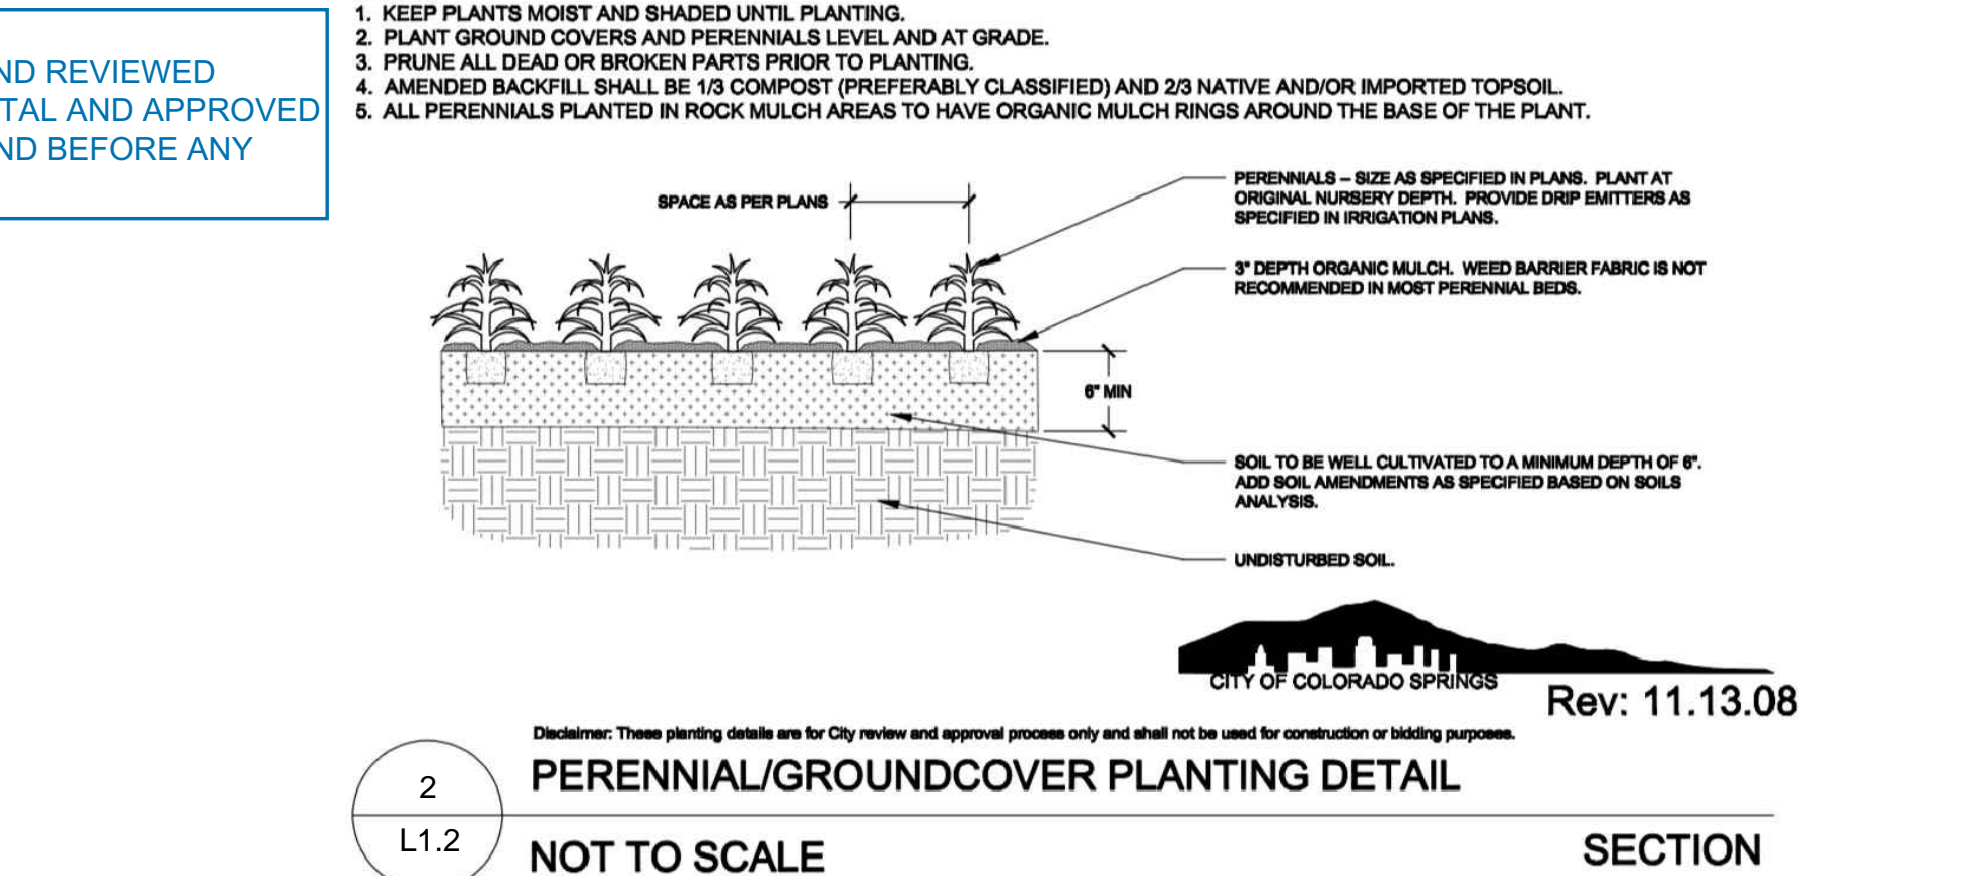 ND REVIEWED
TAL AND APPROVED
ND BEFORE ANY
1. KEEP PLANTS MOIST AND SHADED UNTIL PLANTING.
2. PLANT GROUND COVERS AND PERENNIALS LEVEL AND AT GRADE.
3. PRUNE ALL DEAD OR BROKEN PARTS PRIOR TO PLANTING.
4. AMENDED BACKFILL SHALL BE 1/3 COMPOST (PREFERABLY CLASSIFIED) AND 2/3 NATIVE AND/OR IMPORTED TOPSOIL.
5. ALL PERENNIALS PLANTED IN ROCK MULCH AREAS TO HAVE ORGANIC MULCH RINGS AROUND THE BASE OF THE PLANT.
SPACE AS PER PLANS
PERENNIALS – SIZE AS SPECIFIED IN PLANS. PLANT AT
ORIGINAL NURSERY DEPTH. PROVIDE DRIP EMITTERS AS
SPECIFIED IN IRRIGATION PLANS.
3" DEPTH ORGANIC MULCH. WEED BARRIER FABRIC IS NOT
RECOMMENDED IN MOST PERENNIAL BEDS.
6" MIN
SOIL TO BE WELL CULTIVATED TO A MINIMUM DEPTH OF 6".
ADD SOIL AMENDMENTS AS SPECIFIED BASED ON SOILS
ANALYSIS.
UNDISTURBED SOIL.
CITY OF COLORADO SPRINGS
Rev: 11.13.08
Disclaimer: These planting details are for City review and approval process only and shall not be used for construction or bidding purposes.
2
L1.2
PERENNIAL/GROUNDCOVER PLANTING DETAIL
NOT TO SCALE
SECTION